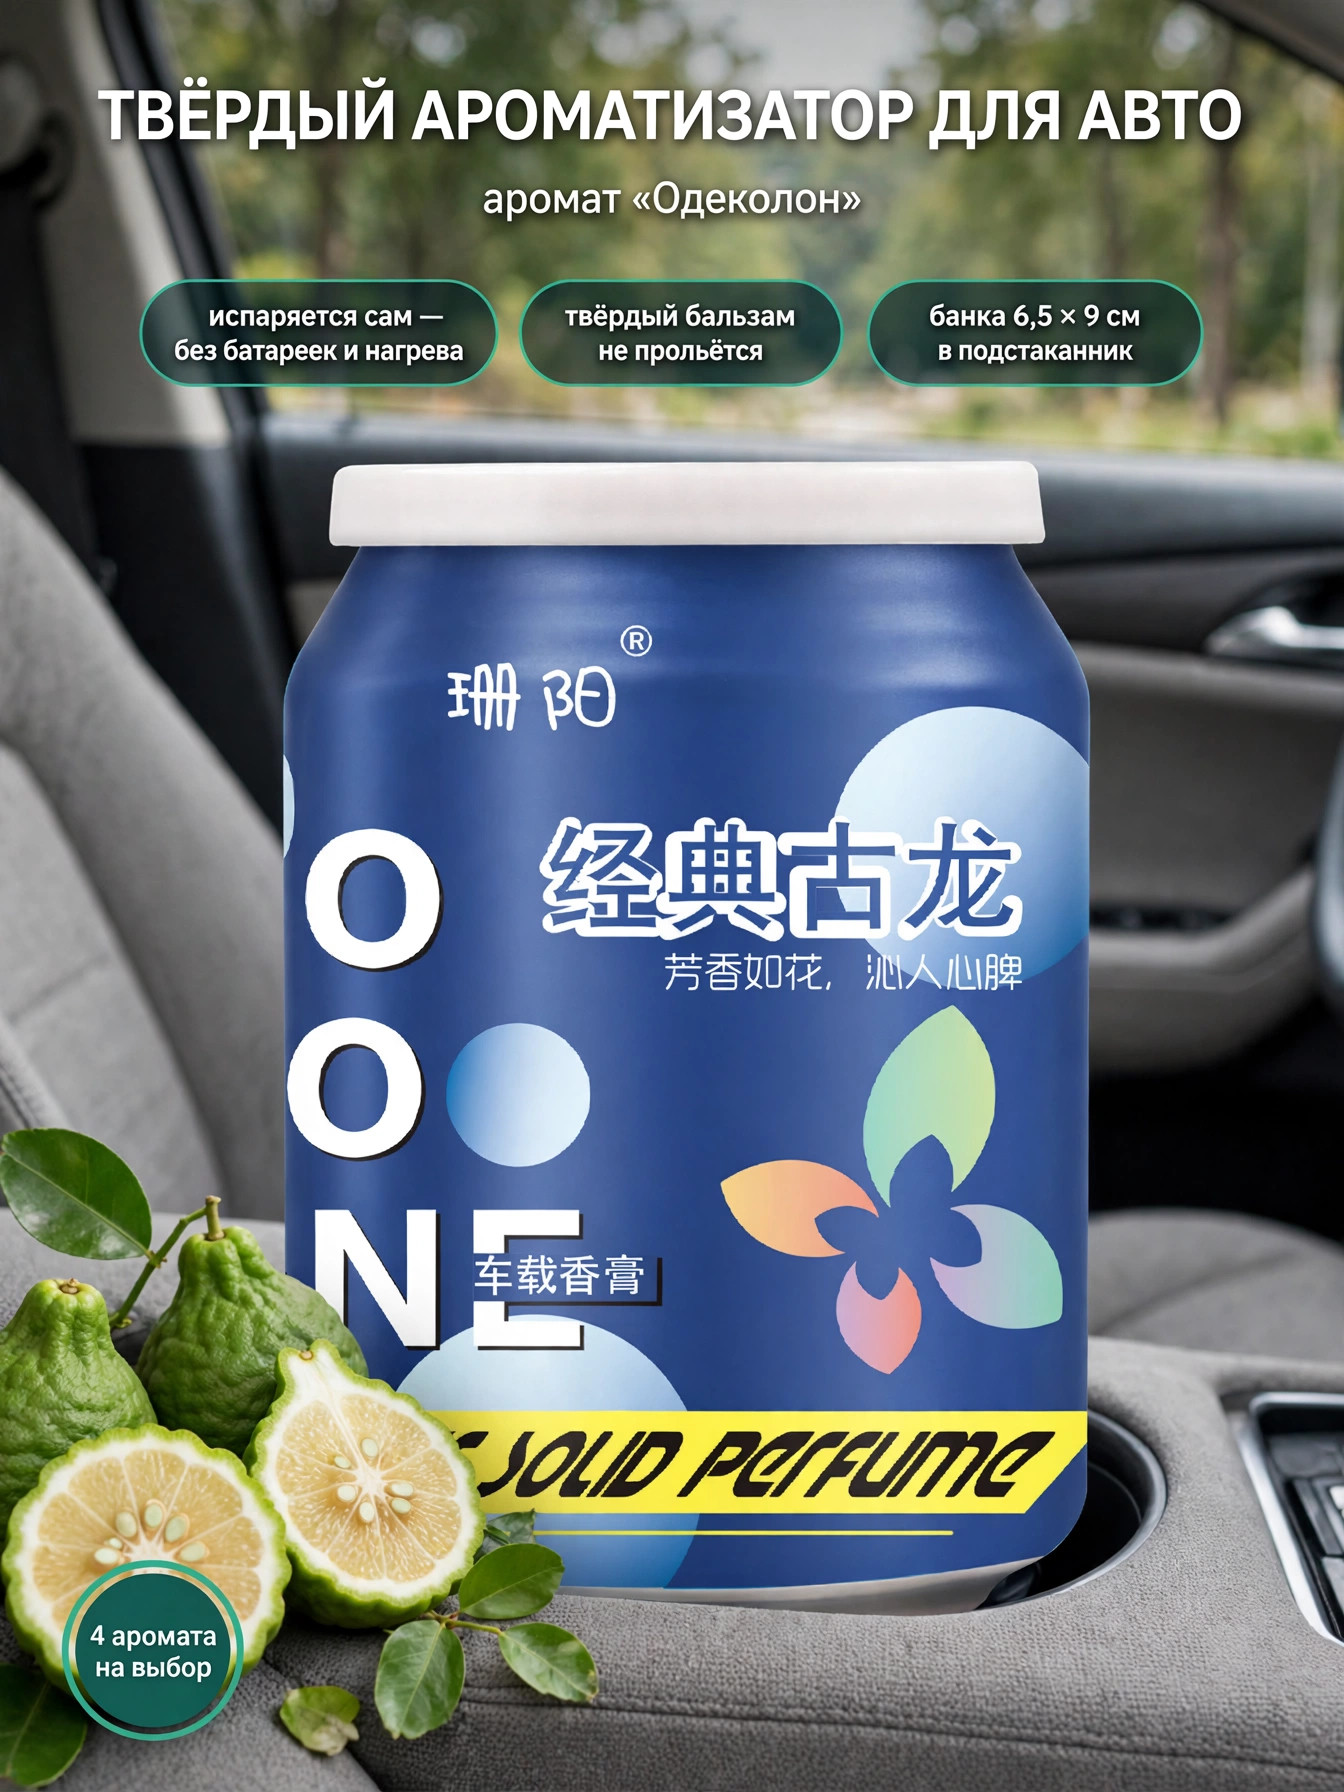 ТВЁРДЫЙ АРОМАТИЗАТОР ДЛЯ АВТО
аромат «Одеколон»
испаряется сам —
без батареек и нагрева
твёрдый бальзам
не прольётся
банка 6,5 × 9 см
в подстаканник
珊阳®
经典古龙
芳香如花, 沁人心脾
O
O
NE
车载香膏
SOLID PERFUME
4 аромата
на выбор